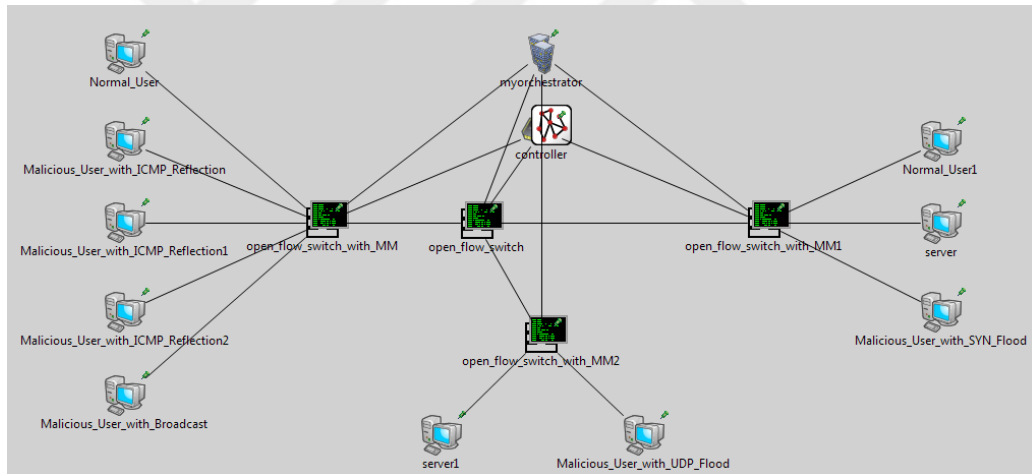 Normal_User
myorchestrator
controller
Malicious_User_with_ICMP_Reflection
Normal_User1
Malicious_User_with_ICMP_Reflection1
open_flow_switch_with_MM
open_flow_switch
open_flow_switch_with_MM1
server
Malicious_User_with_ICMP_Reflection2
Malicious_User_with_SYN_Flood
open_flow_switch_with_MM2
Malicious_User_with_Broadcast
server1
Malicious_User_with_UDP_Flood